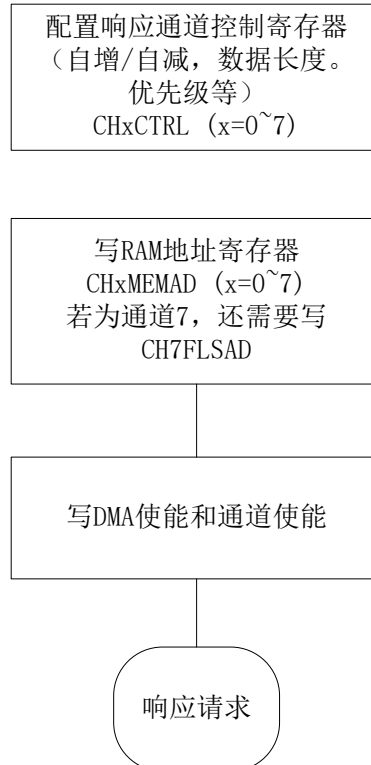 配置响应通道控制寄存器
（自增/自减，数据长度。
优先级等）
CHxCTRL (x=0~7)
写RAM地址寄存器
CHxMEMAD (x=0~7)
若为通道7，还需要写
CH7FLSAD
写DMA使能和通道使能
响应请求